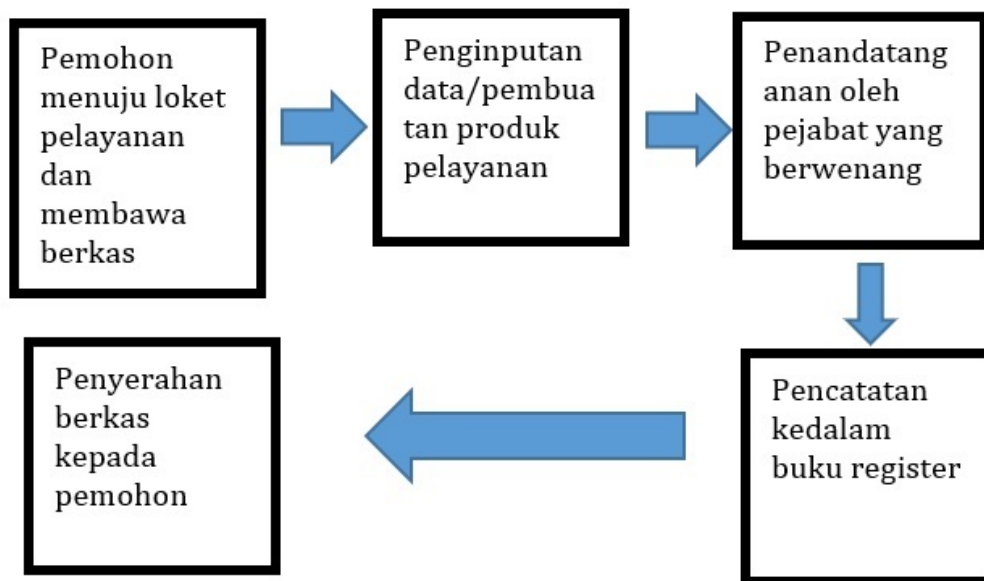 Pemohon
menuju loket
pelayanan
dan
membawa
berkas
Penginputan
data/pembua
tan produk
pelayanan
Penandatang
anan oleh
pejabat yang
berwenang
Pencatatan
kedalam
buku register
Penyerahan
berkas
kepada
pemohon